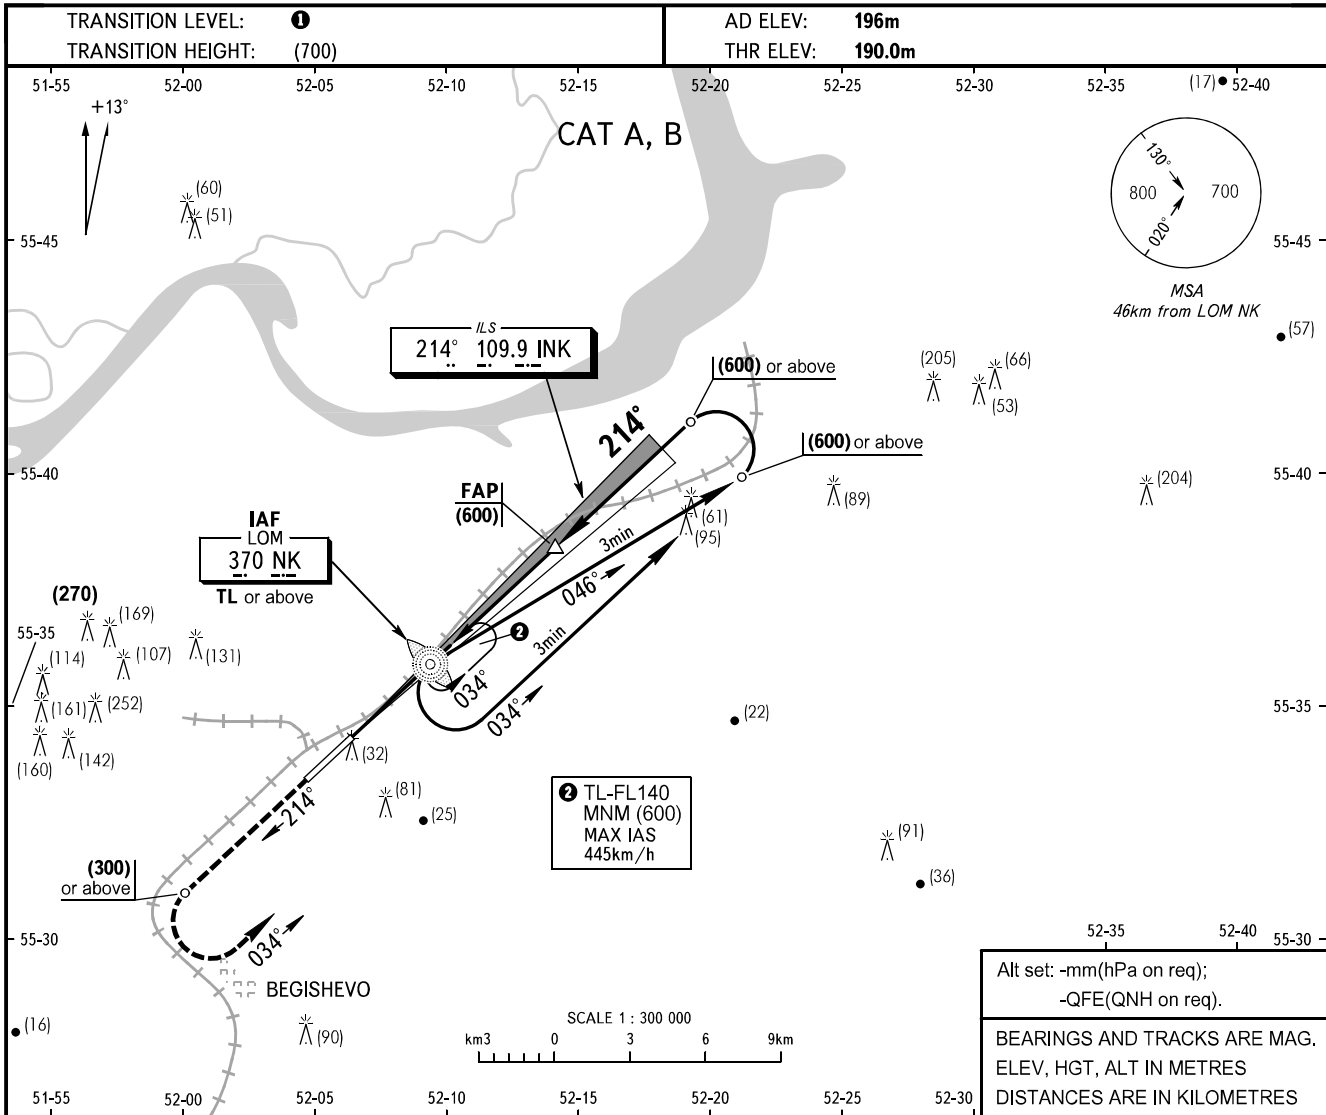 TRANSITION LEVEL: ❶
TRANSITION HEIGHT: (700)
AD ELEV: 196m
THR ELEV: 190.0m
51-55 52-00 52-05 52-10 52-15 52-20 52-25 52-30 52-35 (17) 52-40
+13°
CAT A, B
130°
800 700
020°
(60)
(51)
55-45 55-45
MSA
46km from LOM NK
ILS
214° 109.9 INK
(57)
(600) or above
(205) (66)
(53)
214°
(600) or above
55-40 55-40
FAP
(600)
(89) (204)
(61)
(95)
IAF
LOM
370 NK
TL or above
3min
046°
3min
(270)
(169)
55-35
(114) (107) (131)
❷
034°
034°
(161) (252)
55-35
(22)
(160) (142)
(32)
214°
(81)
(25)
❷ TL-FL140
MNM (600)
MAX IAS
445km/h
(91)
(36)
(300)
or above
034°
55-30 52-35 52-40 55-30
BEGISHEVO
(16) (90)
SCALE 1 : 300 000
km3 0 3 6 9km
Alt set: -mm(hPa on req);
-QFE(QNH on req).
BEARINGS AND TRACKS ARE MAG.
ELEV, HGT, ALT IN METRES
DISTANCES ARE IN KILOMETRES
51-55 52-00 52-05 52-10 52-15 52-20 52-25 52-30